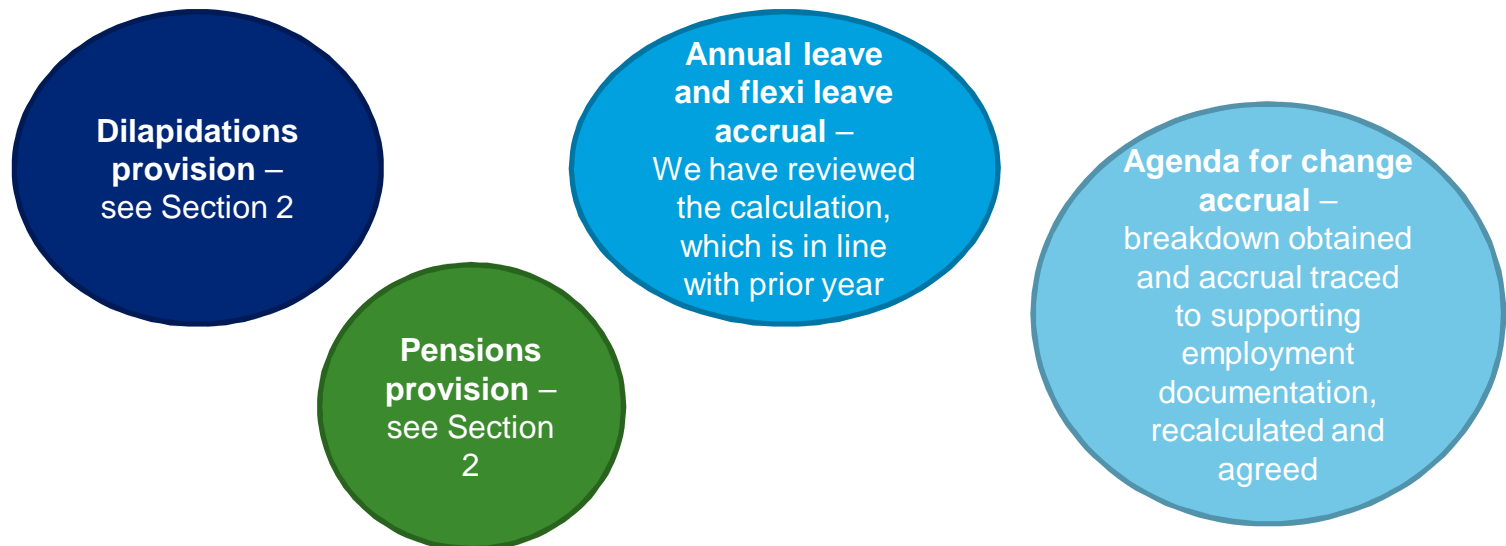 Dilapidations
provision –
see Section 2
Pensions
provision –
see Section
2
Annual leave
and flexi leave
accrual –
We have reviewed
the calculation,
which is in line
with prior year
Agenda for change
accrual –
breakdown obtained
and accrual traced
to supporting
employment
documentation,
recalculated and
agreed